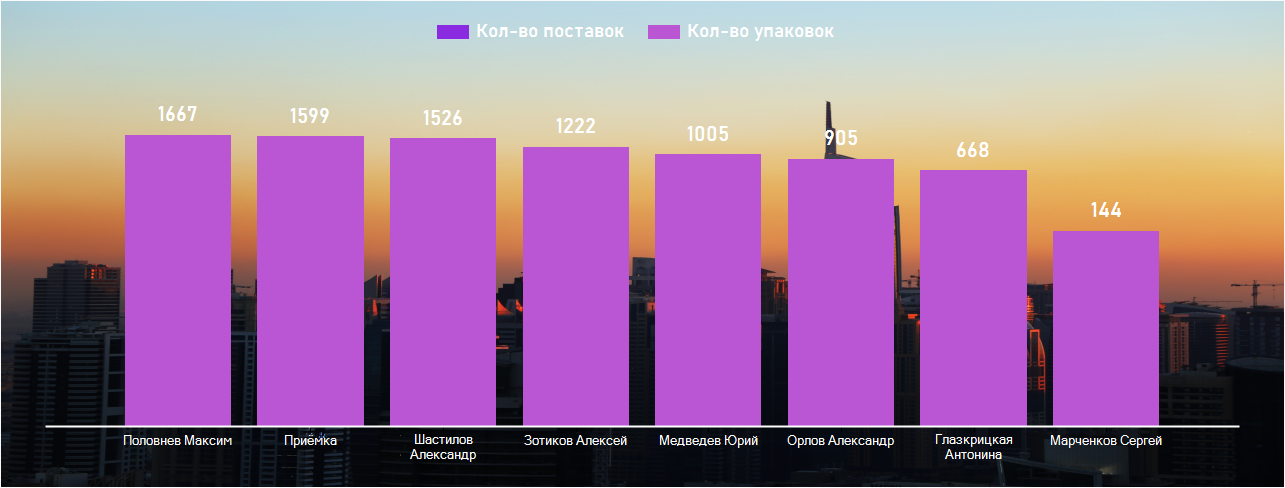 Кол-во поставок Кол-во упаковок
1667 1599 1526 1222 1005 905 668 144
Половнев Максим Приёмка Шастилов Александр Зотиков Алексей Медведев Юрий Орлов Александр Глазкрицкая Антонина Марченков Сергей